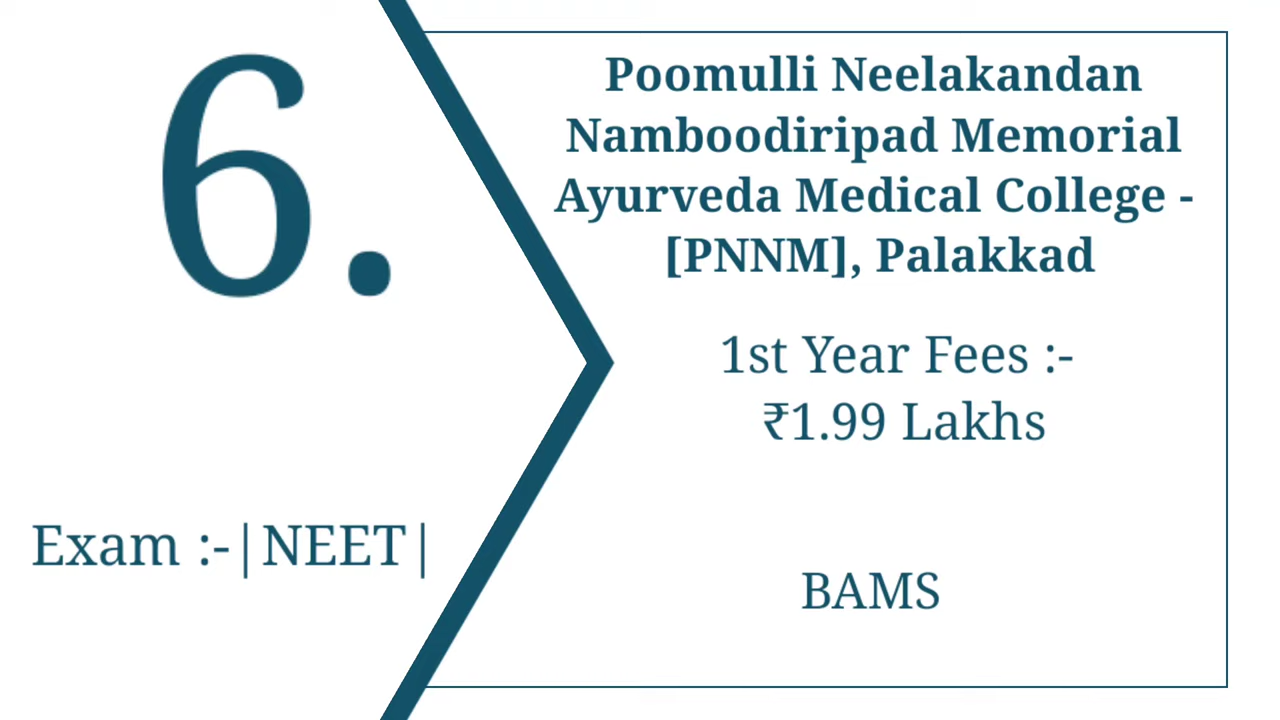 6.
Exam :-|NEET|
Poomulli Neelakandan
Namboodiripad Memorial
Ayurveda Medical College -
[PNNM], Palakkad
1st Year Fees :-
₹1.99 Lakhs
BAMS